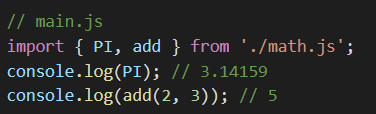 // main.js
import { PI, add } from './math.js';
console.log(PI); // 3.14159
console.log(add(2, 3)); // 5